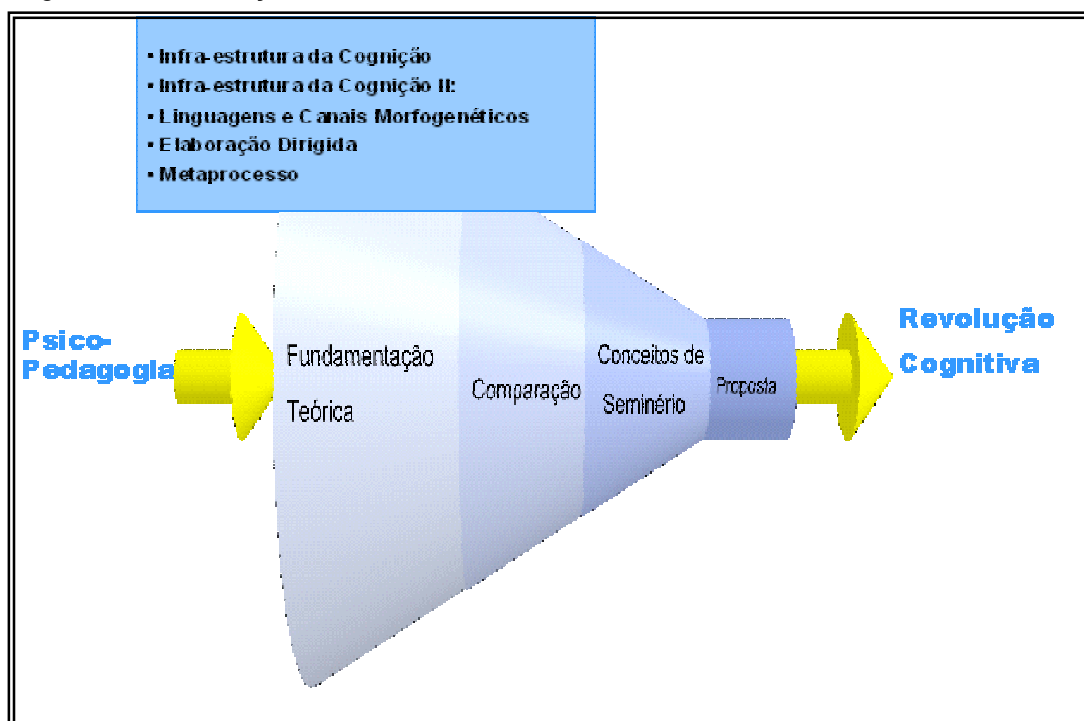 ▪ Infra-estrutura da Cognição
▪ Infra-estrutura da Cognição II:
▪ Linguagens e Canais Morfogenéticos
▪ Elaboração Dirigida
▪ Metaprocesso
Psico-
Pedagogia
Fundamentação
Teórica
Comparação
Conceitos de
Seminério
Proposta
Revolução
Cognitiva